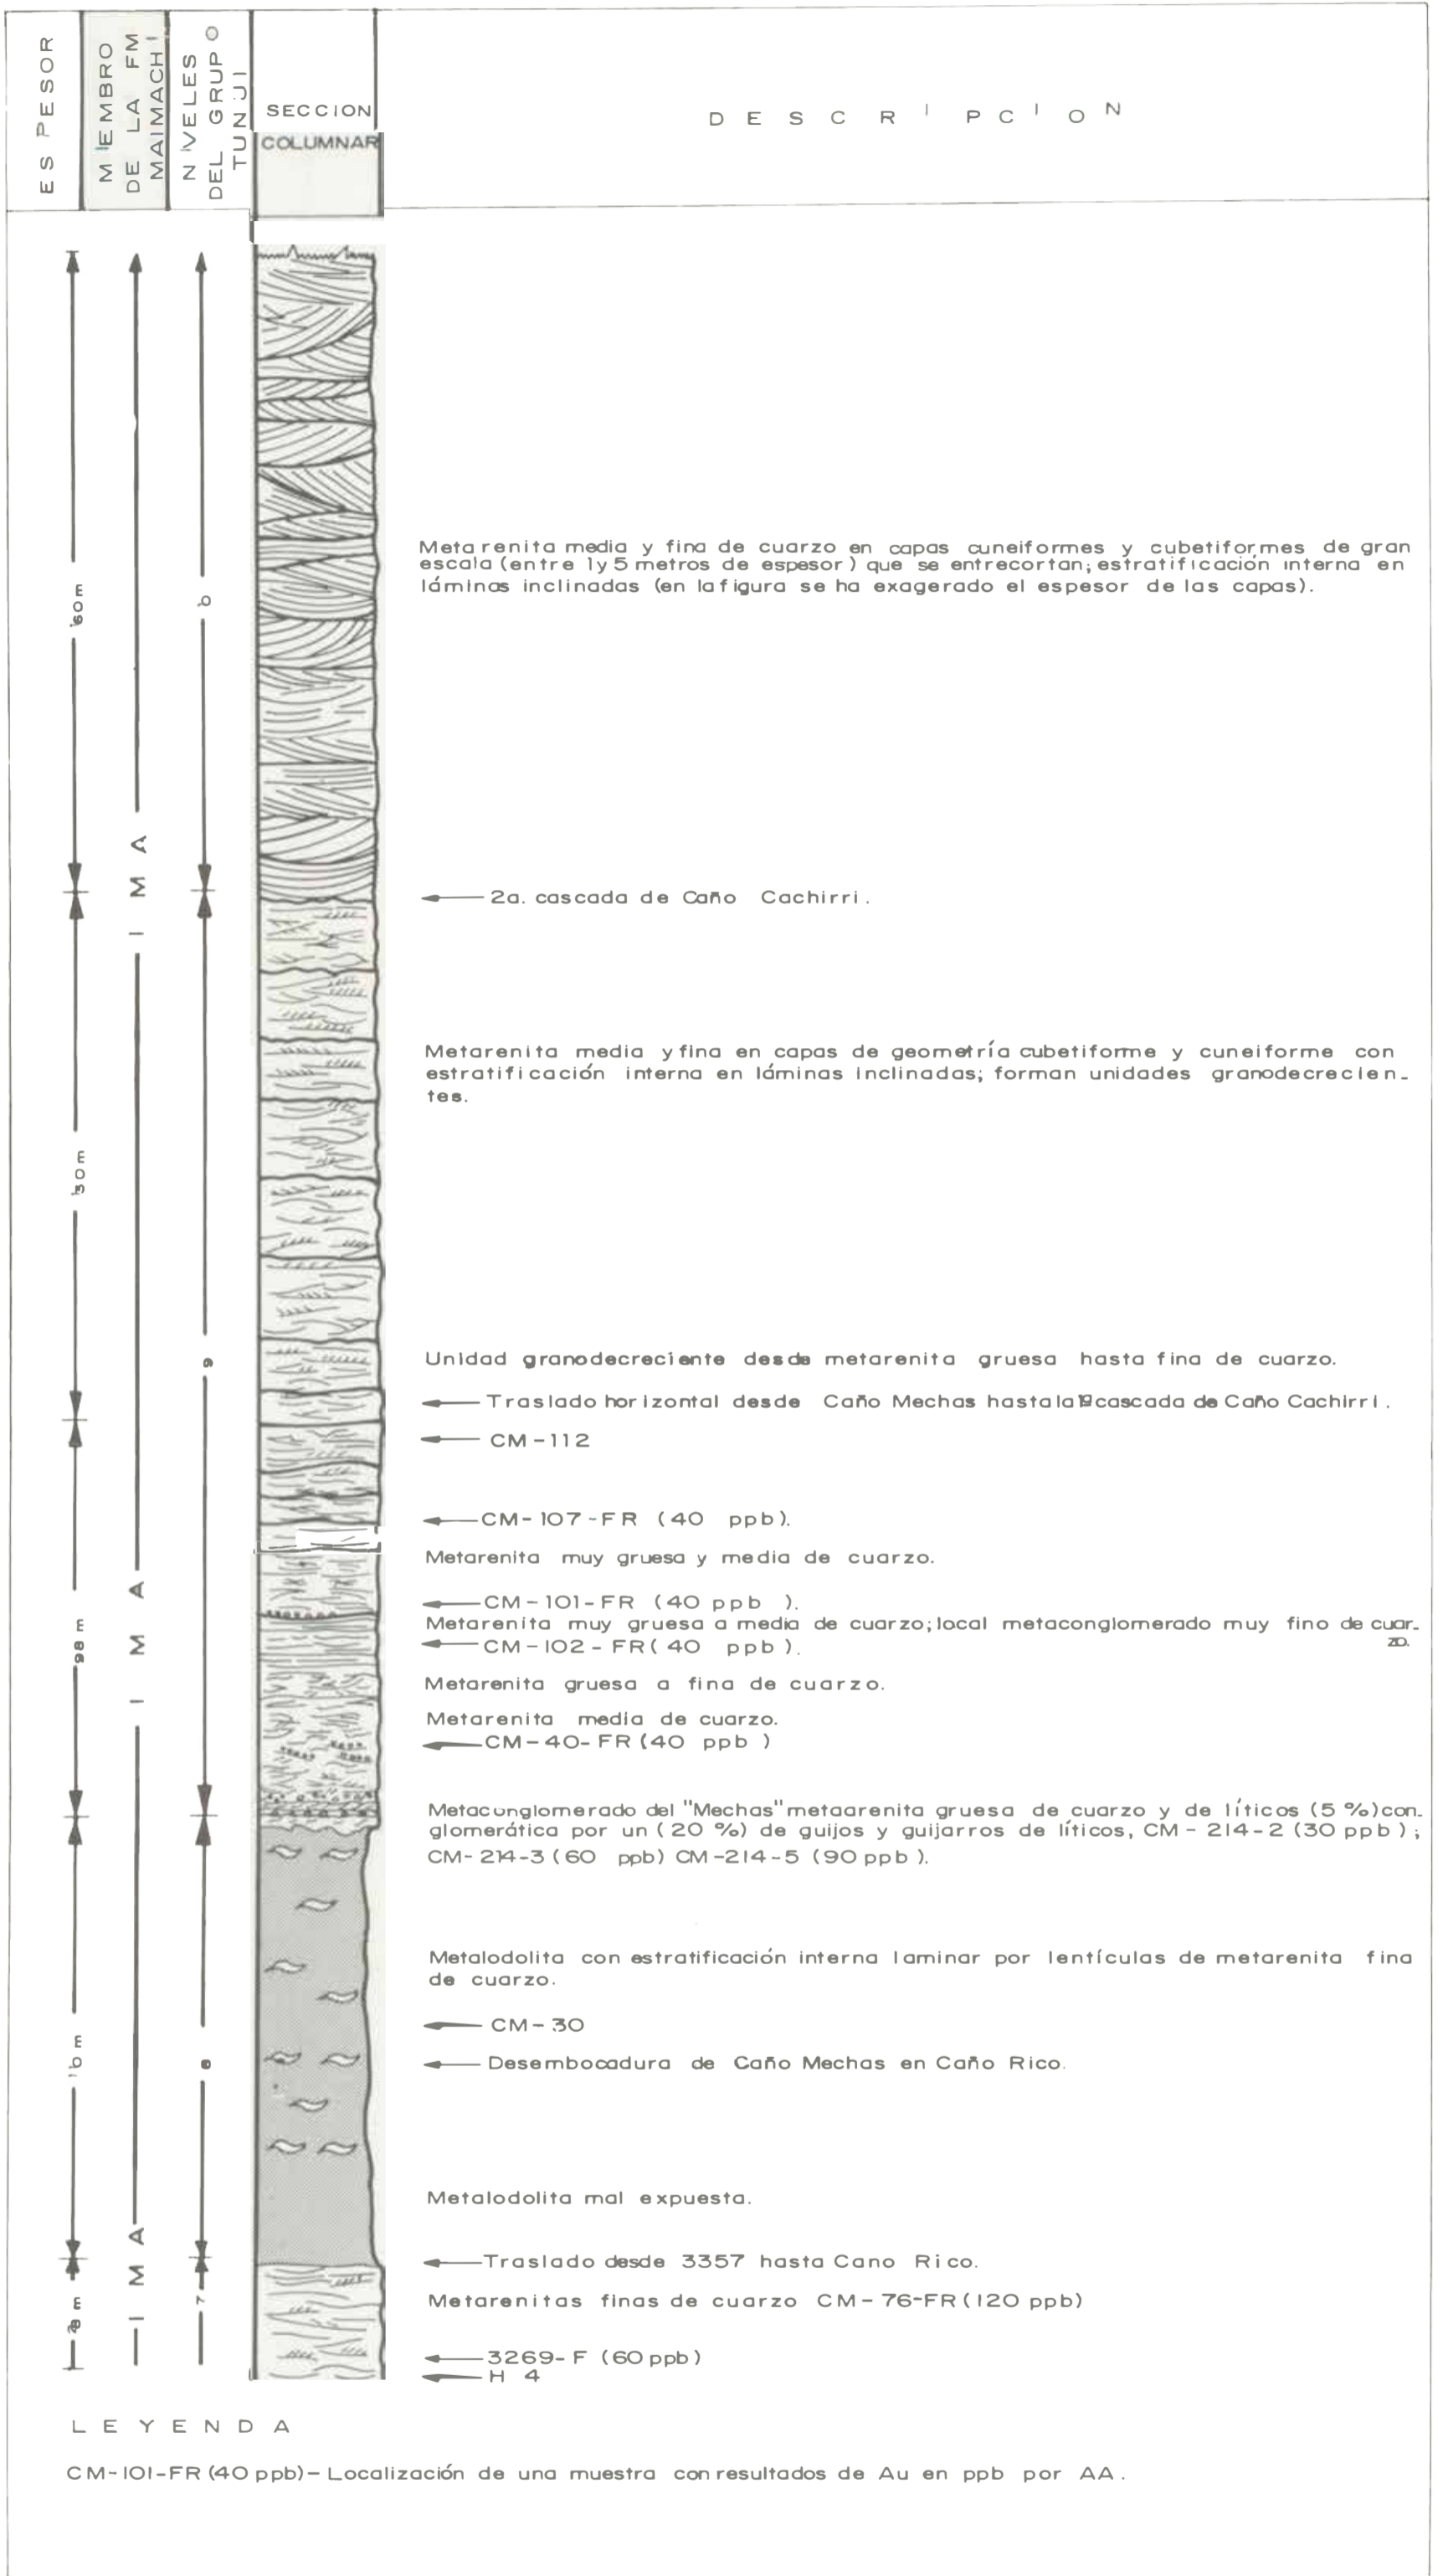 ESPESOR
MIEMBRO
DE LA FM
MAIMACHI
NIVELES
DEL GRUPO
TUNUI
SECCION
COLUMNAR
DESCRIPCION
Metarenita media y fina de cuarzo en capas cuneiformes y cubetiformes de gran
escala (entre 1y5 metros de espesor) que se entrecortan; estratificación interna en
láminas inclinadas (en la figura se ha exagerado el espesor de las capas).
60m
IMA
2a. cascada de Caño Cachirri.
Metarenita media y fina en capas de geometría cubetiforme y cuneiforme con
estratificación interna en láminas inclinadas; forman unidades granodecrecien-
tes.
50m
9
Unidad granodecreciente desde metarenita gruesa hasta fina de cuarzo.
Traslado horizontal desde Caño Mechas hasta la cascada de Caño Cachirri.
CM-112
CM-107-FR (40 ppb).
Metarenita muy gruesa y media de cuarzo.
CM-101-FR (40 ppb ).
Metarenita muy gruesa a media de cuarzo; local metaconglomerado muy fino de cuar-
zo.
CM-102-FR(40 ppb).
98m
IMA
Metarenita gruesa a fina de cuarzo.
Metarenita media de cuarzo.
CM-40-FR(40 ppb )
Metaconglomerado del "Mechas" metaarenita gruesa de cuarzo y de líticos (5 %)con-
glomerática por un (20 %) de guijos y guijarros de líticos, CM-214-2 (30 ppb);
CM-214-3 (60 ppb) CM-214-5 (90 ppb).
Metalodolita con estratificación interna laminar por lentículas de metarenita fina
de cuarzo.
CM-30
Desembocadura de Caño Mechas en Caño Rico.
8
Metalodolita mal expuesta.
IMA
Traslado desde 3357 hasta Cano Rico.
Metarenitas finas de cuarzo CM-76-FR(120 ppb)
7
3269-F (60 ppb)
H 4
LEYENDA
CM-101-FR (40 ppb)- Localización de una muestra con resultados de Au en ppb por AA.